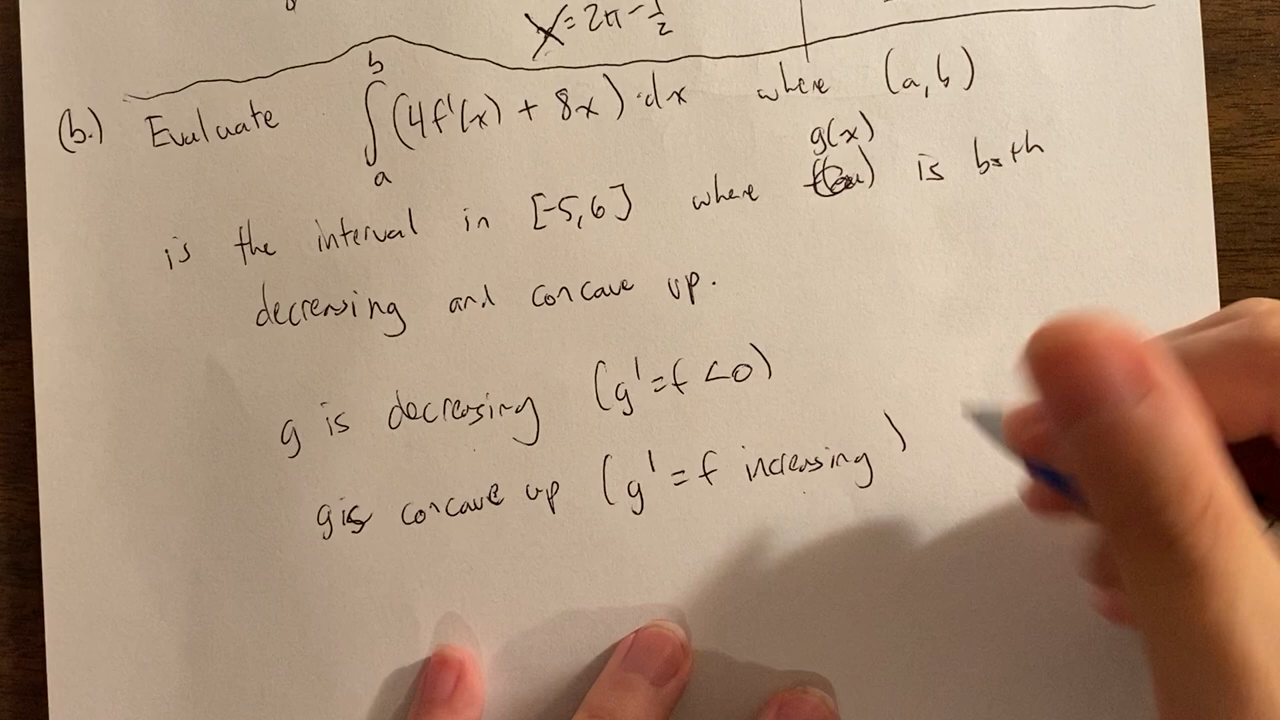 X = 2π - 1/2
(b.) Evaluate ∫ₐᵇ (4f'(x) + 8x)·dx where (a,b)
g(x)
is the interval in [-5,6] where is both
decreasing and concave up.
g is decreasing (g' = f < 0)
g is concave up (g' = f increasing)